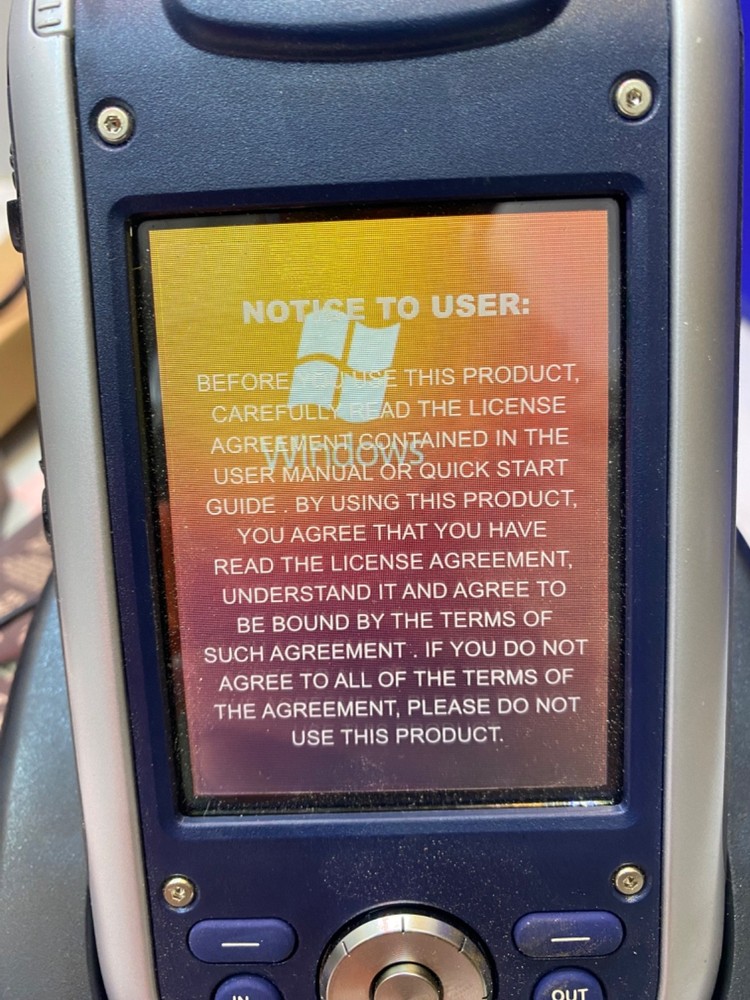 NOTICE TO USER:
BEFORE YOU USE THIS PRODUCT,
CAREFULLY READ THE LICENSE
AGREEMENT CONTAINED IN THE
Windows
USER MANUAL OR QUICK START
GUIDE . BY USING THIS PRODUCT,
YOU AGREE THAT YOU HAVE
READ THE LICENSE AGREEMENT,
UNDERSTAND IT AND AGREE TO
BE BOUND BY THE TERMS OF
SUCH AGREEMENT . IF YOU DO NOT
AGREE TO ALL OF THE TERMS OF
THE AGREEMENT, PLEASE DO NOT
USE THIS PRODUCT.
IN
OUT